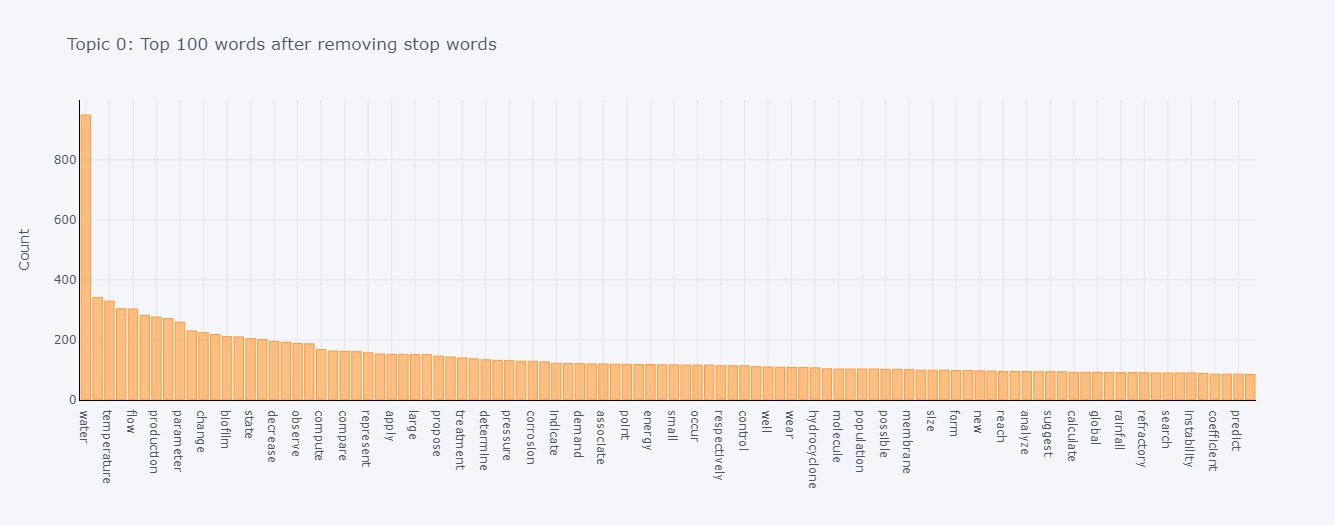 Topic 0: Top 100 words after removing stop words
Count
800
600
400
200
0
water
temperature
flow
production
parameter
change
biofilm
state
decrease
observe
compute
compare
represent
apply
large
propose
treatment
determine
pressure
corrosion
indicate
demand
associate
point
energy
small
occur
respectively
control
well
wear
hydrocyclone
molecule
population
possible
membrane
size
form
new
reach
analyze
suggest
calculate
global
rainfall
refractory
search
instability
coefficient
predict